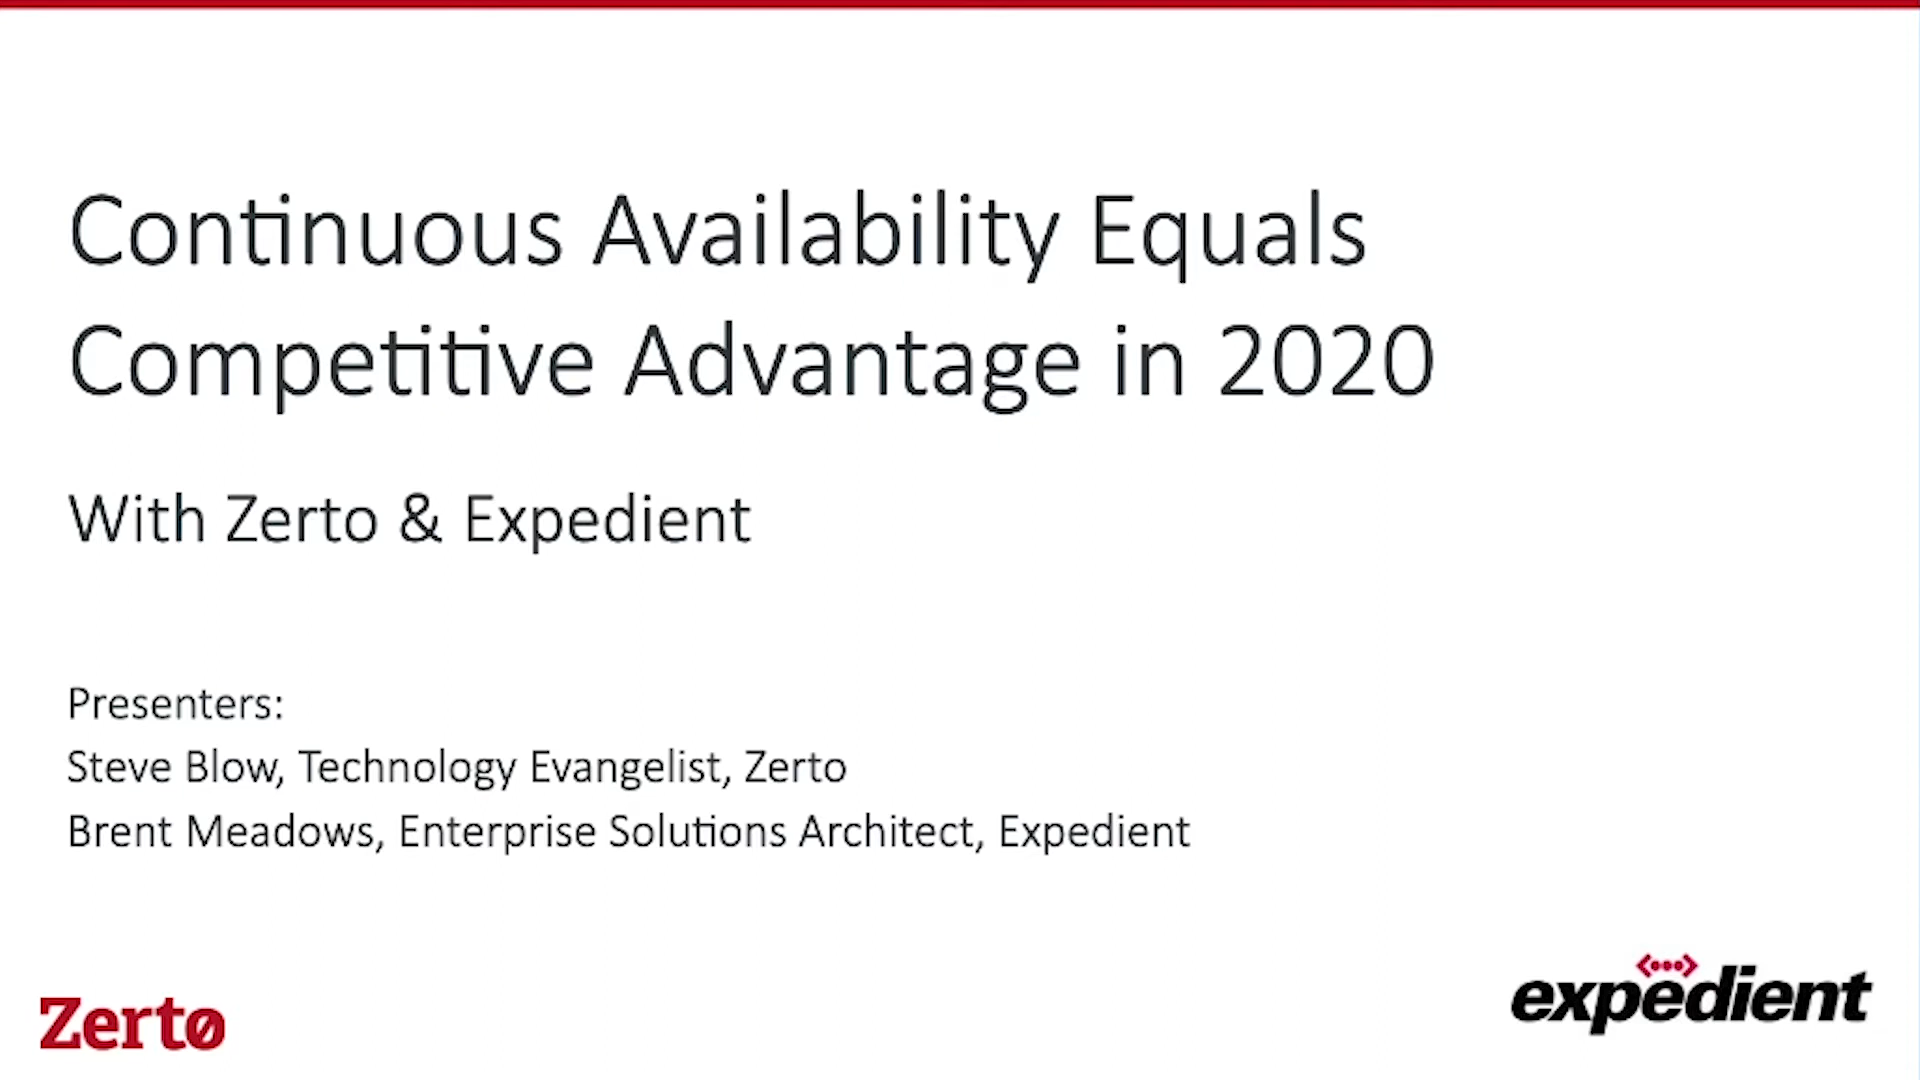 Continuous Availability Equals
Competitive Advantage in 2020
With Zerto & Expedient
Presenters:
Steve Blow, Technology Evangelist, Zerto
Brent Meadows, Enterprise Solutions Architect, Expedient
Zerto
expedient